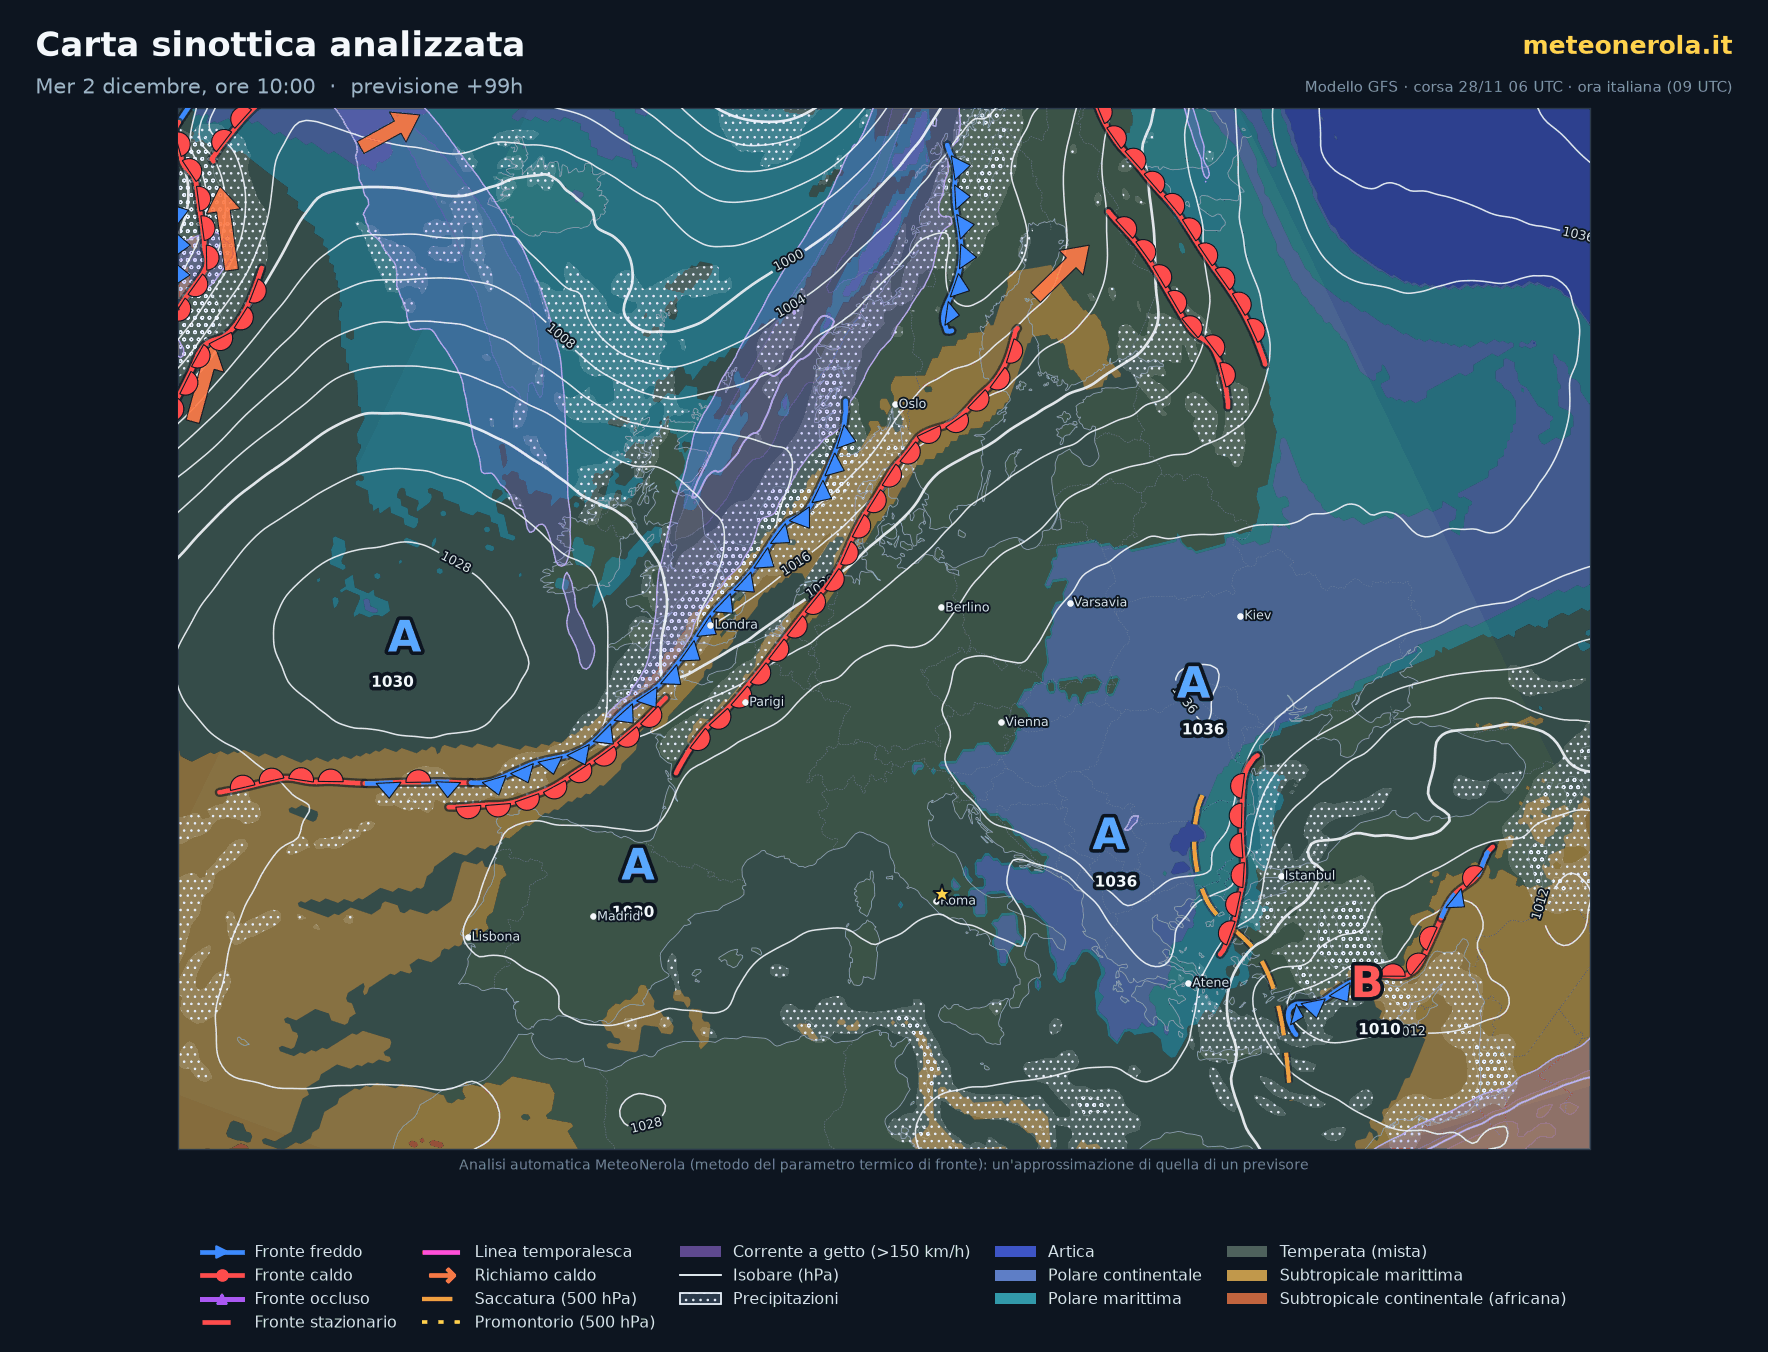 Carta sinottica analizzata
meteonerola.it
Mer 2 dicembre, ore 10:00 · previsione +99h
Modello GFS · corsa 28/11 06 UTC · ora italiana (09 UTC)
1036
1000
1004
1008
Oslo
1028
1016
Londra
Berlino
Varsavia
Kiev
A
1030
Parigi
Vienna
A
36
1036
A
1036
Istanbul
A
Madrid
Lisbona
Roma
1012
Atene
B
1010
012
1028
Analisi automatica MeteoNerola (metodo del parametro termico di fronte): un'approssimazione di quella di un previsore
Fronte freddo
Linea temporalesca
Corrente a getto (>150 km/h)
Artica
Temperata (mista)
Fronte caldo
Richiamo caldo
Isobare (hPa)
Polare continentale
Subtropicale marittima
Fronte occluso
Saccatura (500 hPa)
Precipitazioni
Polare marittima
Subtropicale continentale (africana)
Fronte stazionario
Promontorio (500 hPa)